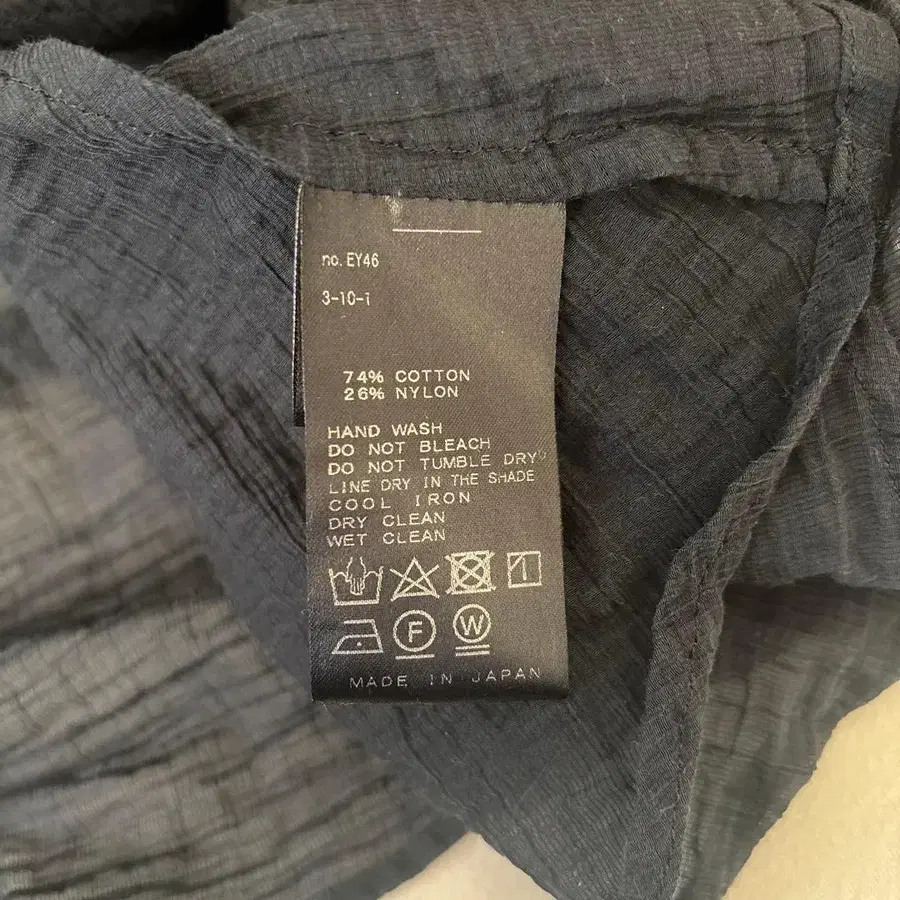 no. EY46
3-10-1
74% COTTON
26% NYLON
HAND WASH
DO NOT BLEACH
DO NOT TUMBLE DRY
LINE DRY IN THE SHADE
COOL IRON
DRY CLEAN
WET CLEAN
F W
MADE IN JAPAN